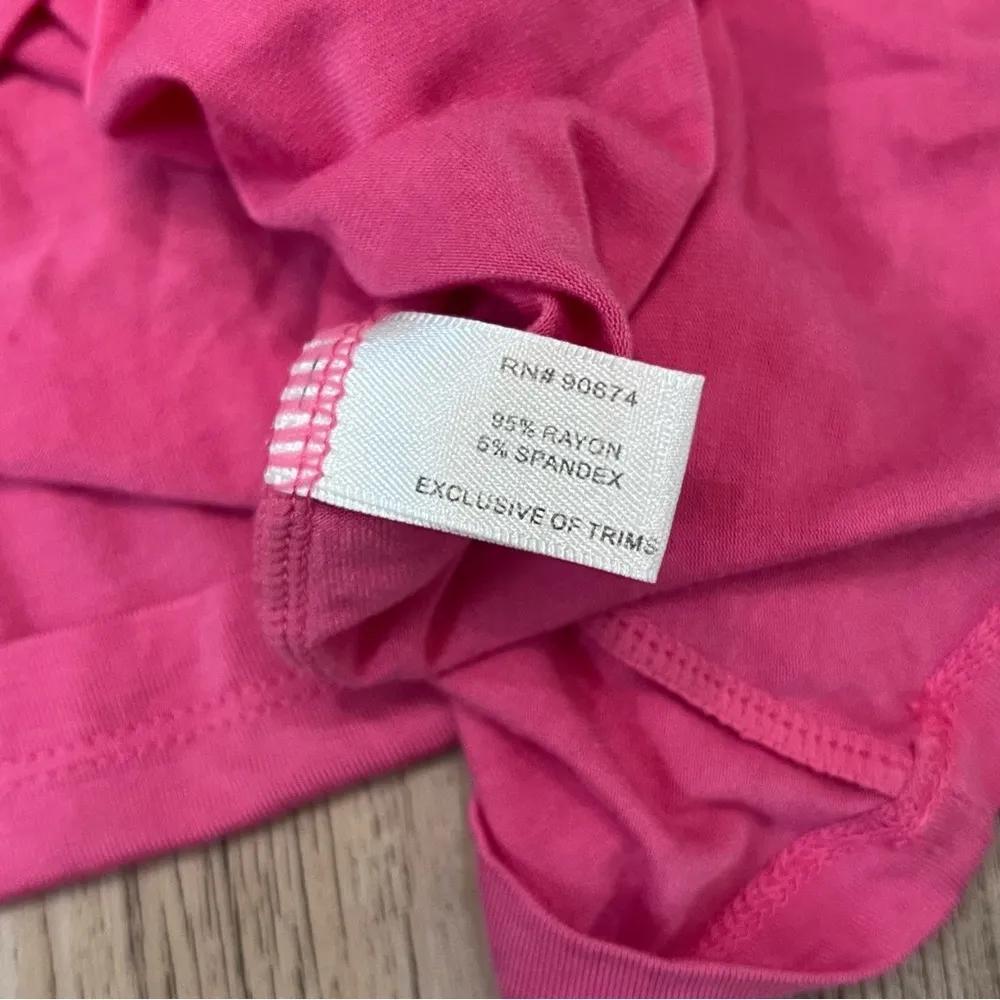 RN# 90674
95% RAYON
5% SPANDEX
EXCLUSIVE OF TRIMS